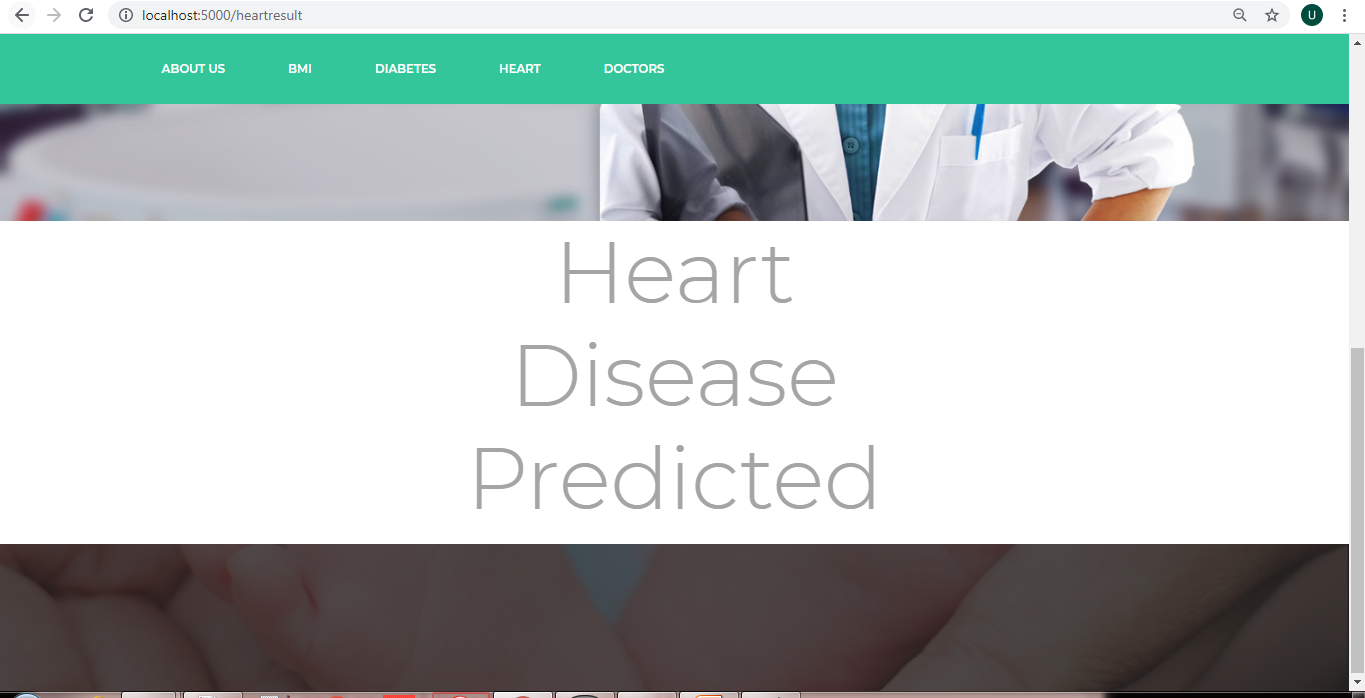 localhost:5000/heartresult
U
ABOUT US BMI DIABETES HEART DOCTORS
Heart
Disease
Predicted